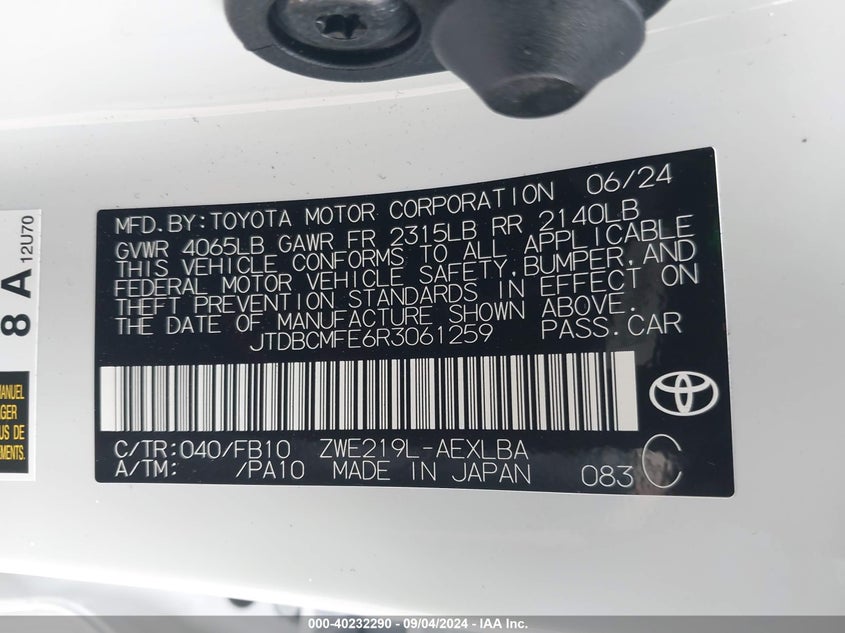 MFD.BY:TOYOTA MOTOR CORPORATION 06/24
GVWR 4065LB GAWR FR 2315LB RR 2140LB
THIS VEHICLE CONFORMS TO ALL APPLICABLE
FEDERAL MOTOR VEHICLE SAFETY,BUMPER,AND
THEFT PREVENTION STANDARDS IN EFFECT ON
THE DATE OF MANUFACTURE SHOWN ABOVE.
JTDBCMFE6R3061259 PASS.CAR
C/TR:040/FB10 ZWE219L-AEXLBA
A/TM: /PA10 MADE IN JAPAN 083 C
8 A 12U70
MANUEL
DE
000-40232290 - 09/04/2024 - IAA Inc.